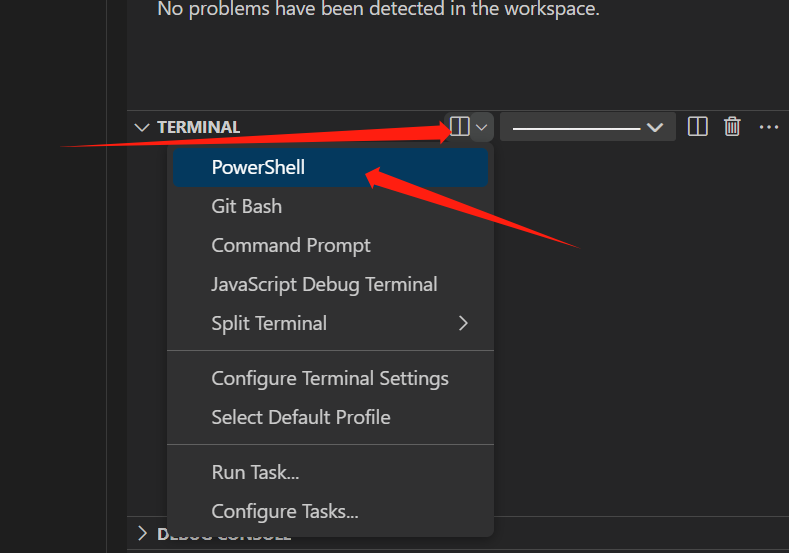 No problems have been detected in the workspace.
TERMINAL
PowerShell
Git Bash
Command Prompt
JavaScript Debug Terminal
Split Terminal
Configure Terminal Settings
Select Default Profile
Run Task...
Configure Tasks...
DEBUG CONSOLE